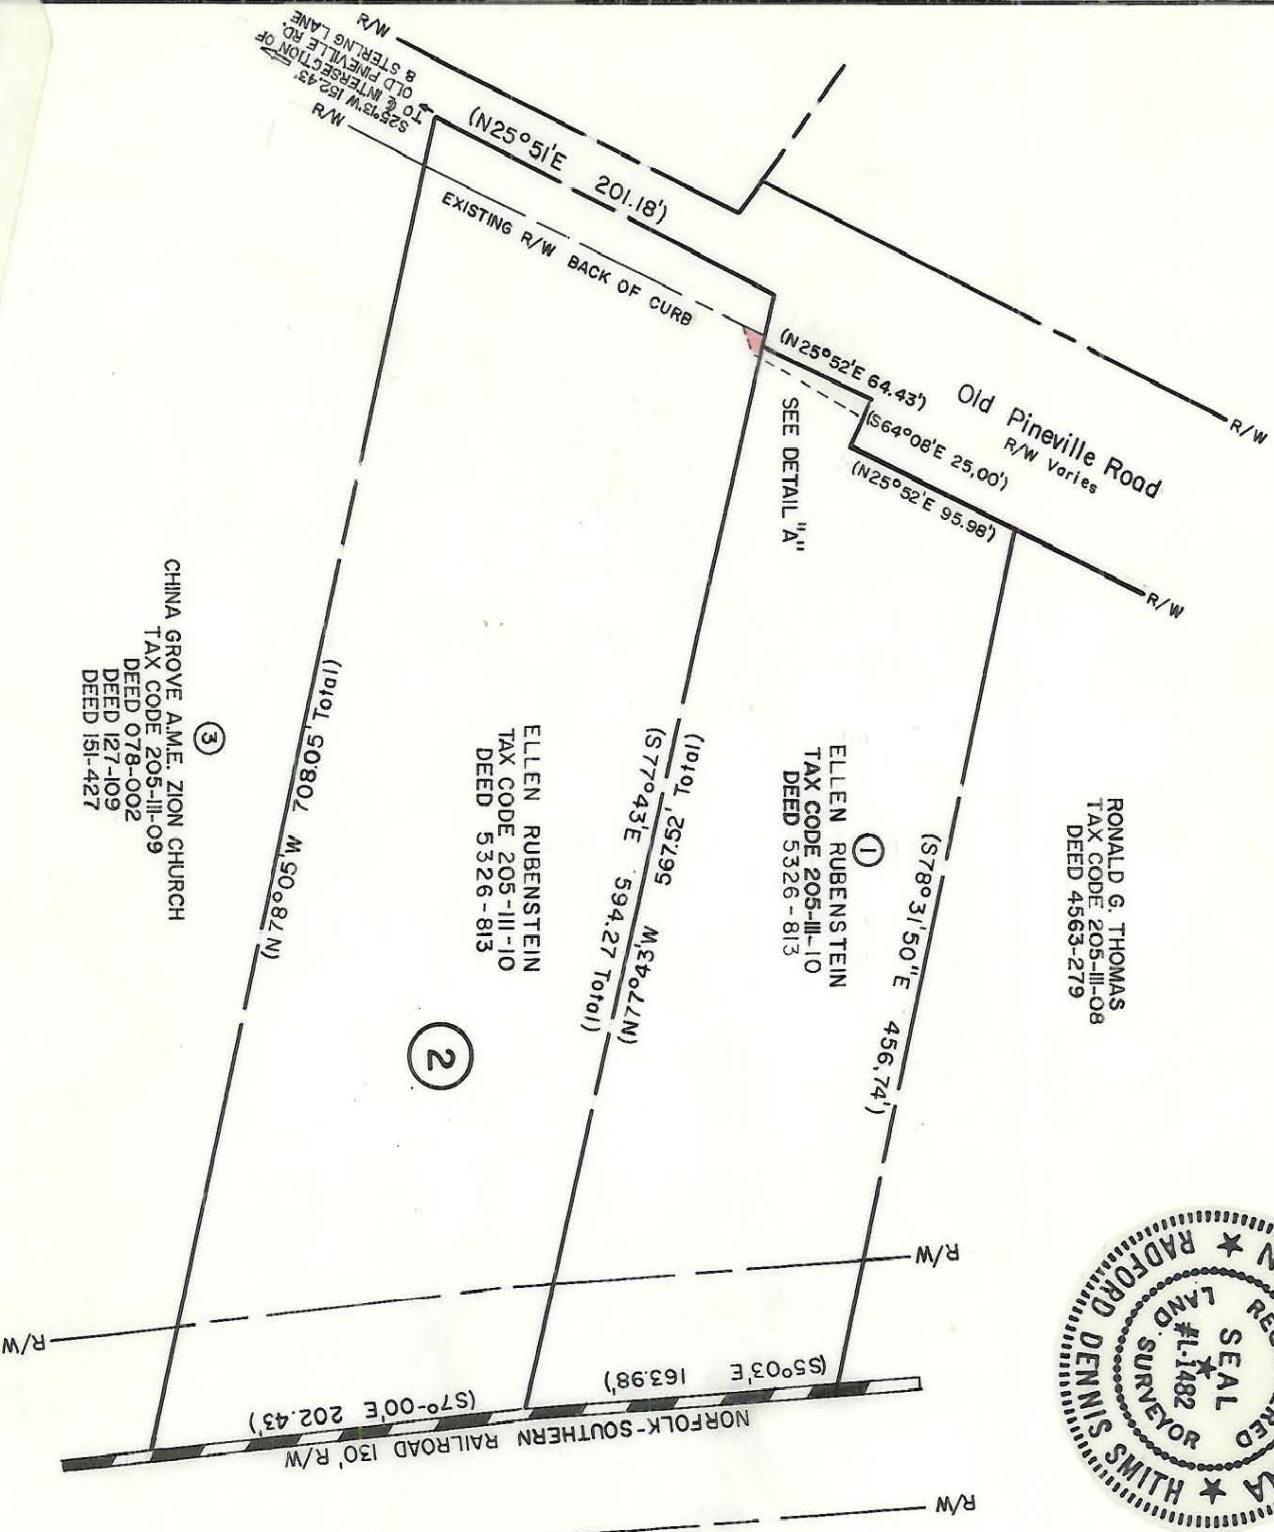 R/W
S25°13'W 152.43'
TO ℄ INTERSECTION OF
OLD PINEVILLE RD.
& STERLNG LANE
R/W
(N25°51'E 201.18')
EXISTING R/W BACK OF CURB
(N25°52'E 64.43')
(S64°08'E 25,00')
(N25°52'E 95.98')
Old Pineville Road
R/W Varies
R/W
R/W
SEE DETAIL "A"
(N78°05'W 708.05' Total)
(N77°43'W 567.52' Total)
(S77°43'E 594.27 Total)
(S78°31'50"E 456,74')
RONALD G. THOMAS
TAX CODE 205-111-08
DEED 4563-279
1
ELLEN RUBENSTEIN
TAX CODE 205-111-10
DEED 5326-813
ELLEN RUBENSTEIN
TAX CODE 205-111-10
DEED 5326-813
2
3
CHINA GROVE A.M.E. ZION CHURCH
TAX CODE 205-111-09
DEED 078-002
DEED 127-109
DEED 151-427
R/W
R/W
(S5°03'E 163.98')
(S7°-00'E 202.43')
NORFOLK-SOUTHERN RAILROAD 130' R/W
R/W
RADFORD DENNIS SMITH
LAND SURVEYOR
SEAL
#L-1482